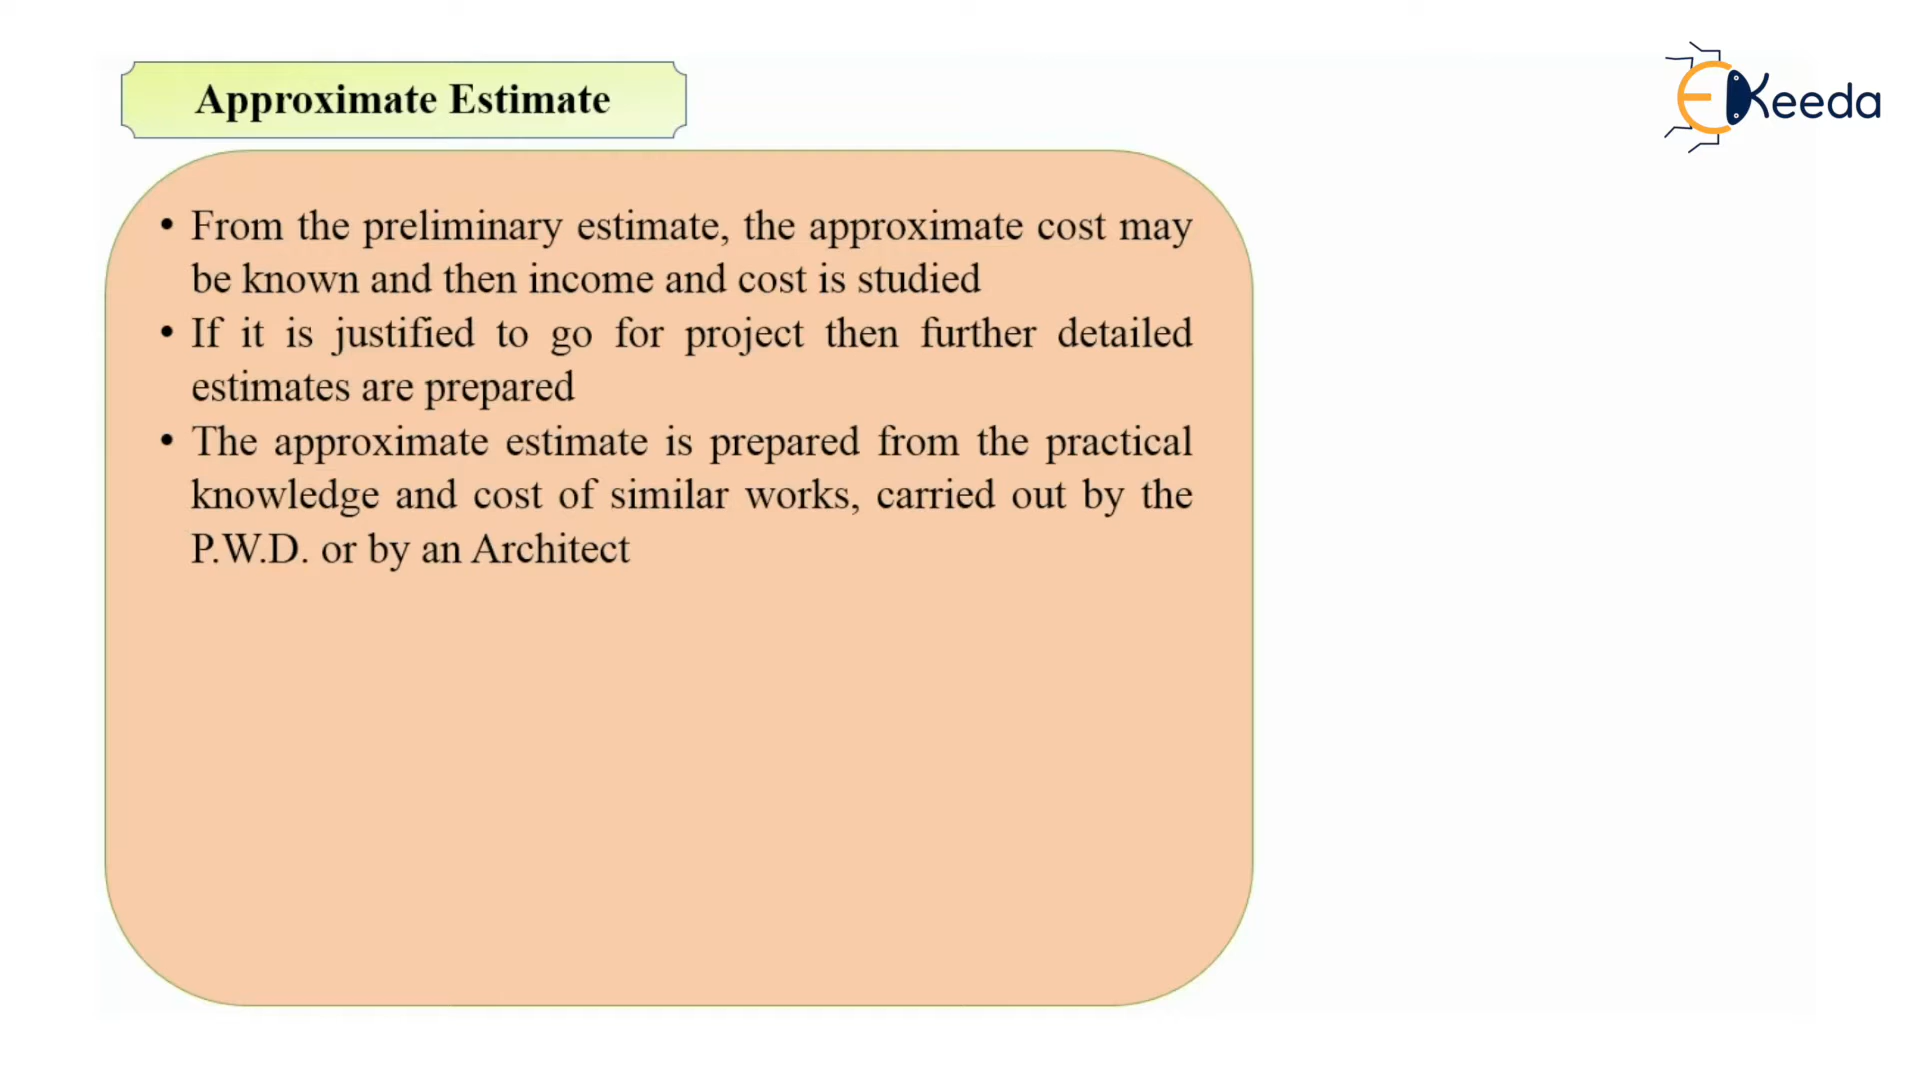 Approximate Estimate
EKeeda
• From the preliminary estimate, the approximate cost may
be known and then income and cost is studied
• If it is justified to go for project then further detailed
estimates are prepared
• The approximate estimate is prepared from the practical
knowledge and cost of similar works, carried out by the
P.W.D. or by an Architect